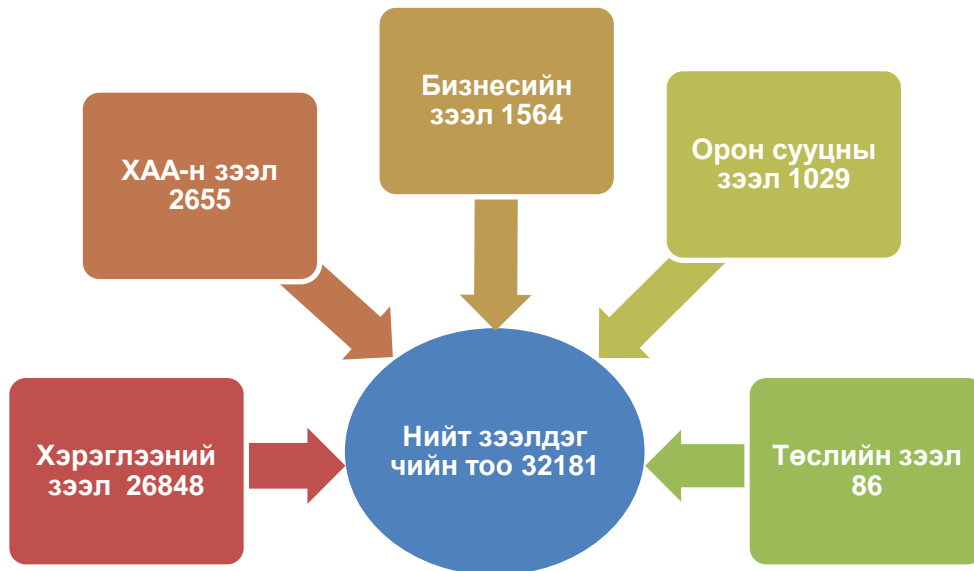 Бизнесийн
зээл 1564
ХАА-н зээл
2655
Орон сууцны
зээл 1029
Хэрэглээний
зээл 26848
Нийт зээлдэг
чийн тоо 32181
Төслийн зээл
86